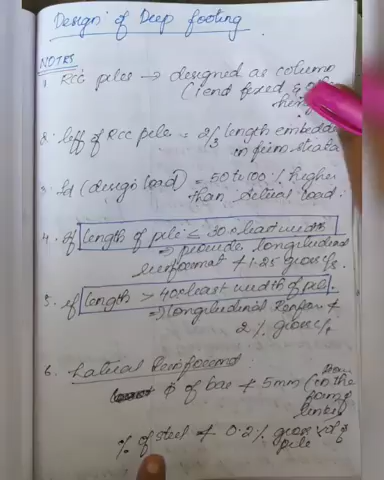 Design of Deep footing
NOTES
1. RCC piles → designed as column
(1 end fixed &
2. leff of RCC pile = 2/3 length embedded
in firm strata
3. (design load) = 50 to 100 % higher
than actual load.
4. If length of pile ≤ 30 × least width
⇒ provide longitudinal
reinforcement ≮ 1.25 gross c/s.
5. if length > 40 × least width of pile
⇒ longitudinal Reinforc ≮
2 % gross c/s.
6. Lateral Reinforcement
ϕ of bar ≮ 5mm (in the
form of
links)
% of steel ≮ 0.2 % gross of
pile